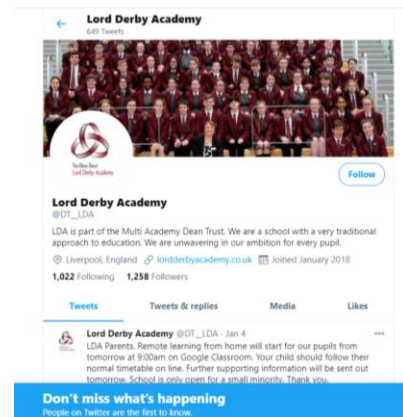 Lord Derby Academy
649 Tweets
The Dean Trust
Lord Derby Academy
Follow
Lord Derby Academy
@DT_LDA
LDA is part of the Multi Academy Dean Trust. We are a school with a very traditional
approach to education. We are unwavering in our ambition for every pupil.
Liverpool, England lordderbyacademy.co.uk Joined January 2018
1,022 Following 1,258 Followers
Tweets Tweets & replies Media Likes
Lord Derby Academy @DT_LDA · Jan 4
LDA Parents. Remote learning from home will start for our pupils from
tomorrow at 9:00am on Google Classroom. Your child should follow their
normal timetable on line. Further supporting information will be sent out
tomorrow. School is only open for a small minority. Thank you.
Don't miss what's happening
People on Twitter are the first to know.